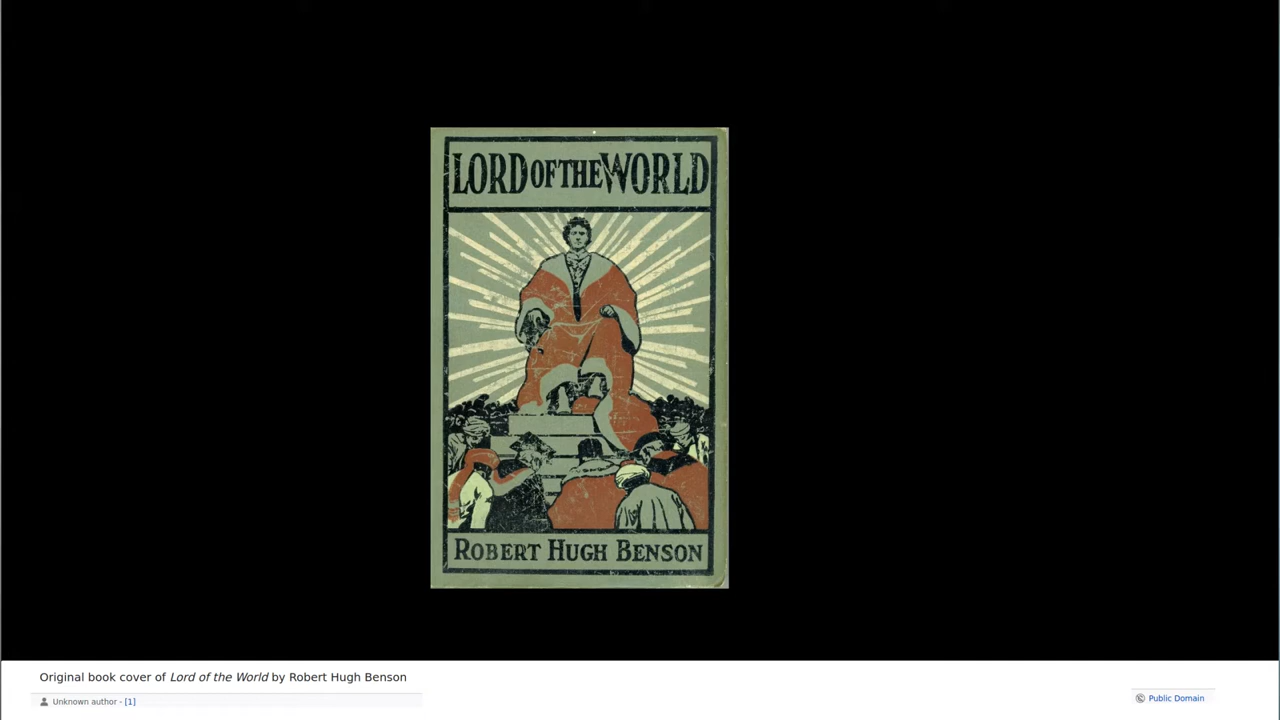 LORD OF THE WORLD
ROBERT HUGH BENSON
Original book cover of Lord of the World by Robert Hugh Benson
Unknown author - [1]
Public Domain